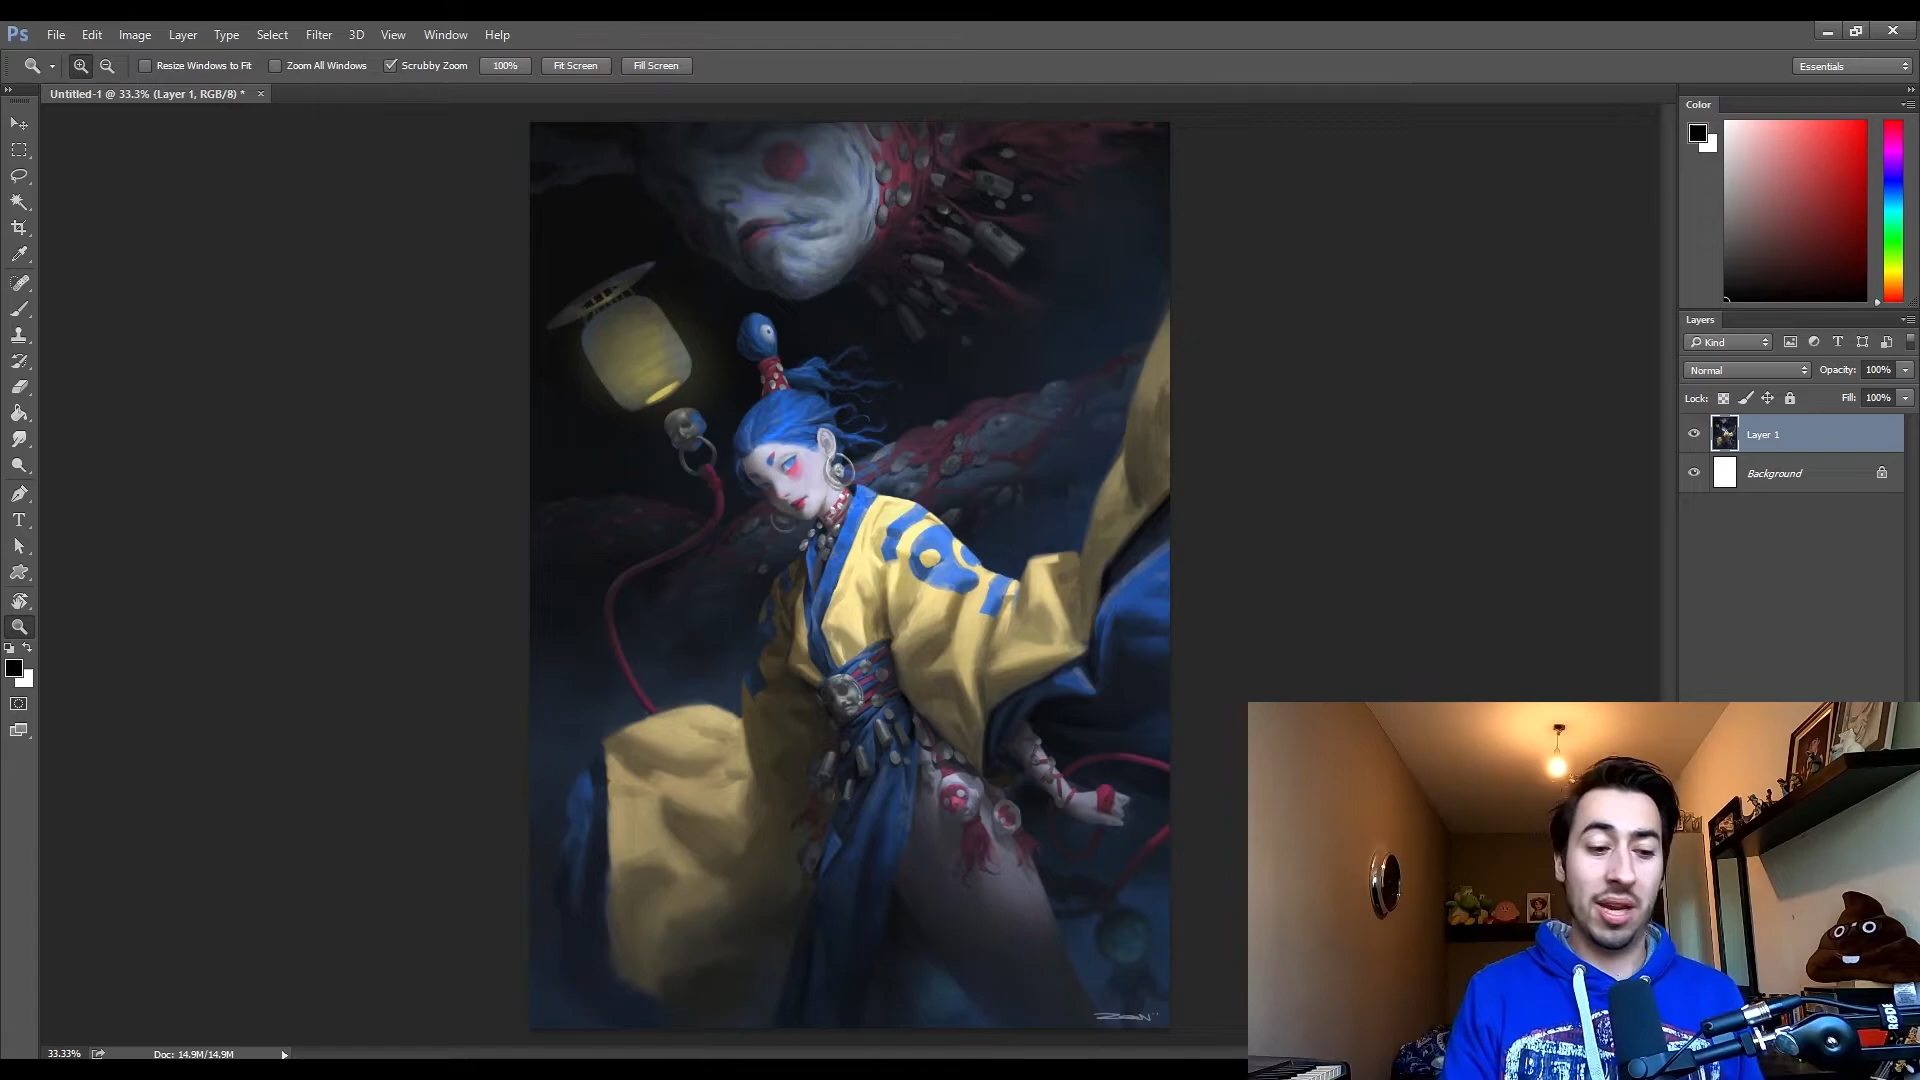 Ps File Edit Image Layer Type Select Filter 3D View Window Help
Resize Windows to Fit Zoom All Windows Scrubby Zoom 100% Fit Screen Fill Screen Essentials
Untitled-1 @ 33.3% (Layer 1, RGB/8) * ×
Color
Layers
Kind
Normal Opacity: 100%
Lock: Fill: 100%
Layer 1
Background
RØDE
33.33% Doc: 14.9M/14.9M